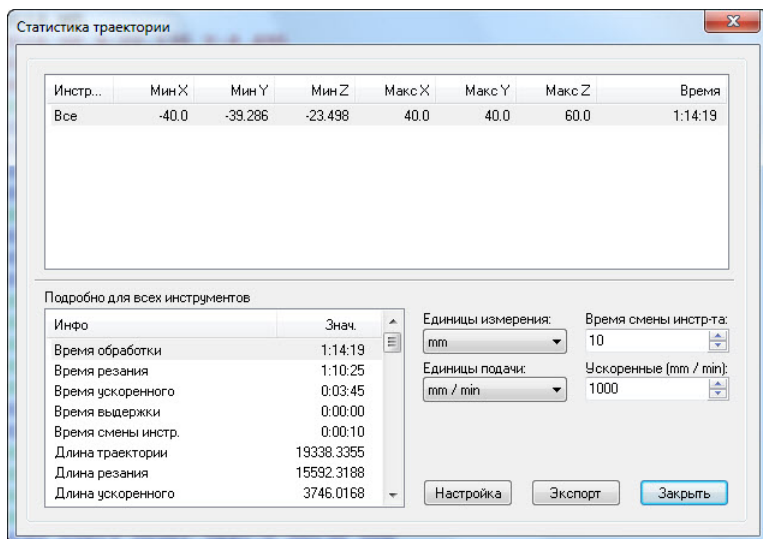 Статистика траектории
Инстр... Мин X Мин Y Мин Z Макс X Макс Y Макс Z Время
Все -40.0 -39.286 -23.498 40.0 40.0 60.0 1:14:19
Подробно для всех инструментов
Инфо Знач.
Время обработки 1:14:19
Время резания 1:10:25
Время ускоренного 0:03:45
Время выдержки 0:00:00
Время смены инстр. 0:00:10
Длина траектории 19338.3355
Длина резания 15592.3188
Длина ускоренного 3746.0168
Единицы измерения: Время смены инстр-та:
mm 10
Единицы подачи: Ускоренные (mm / min):
mm / min 1000
Настройка Экспорт Закрыть